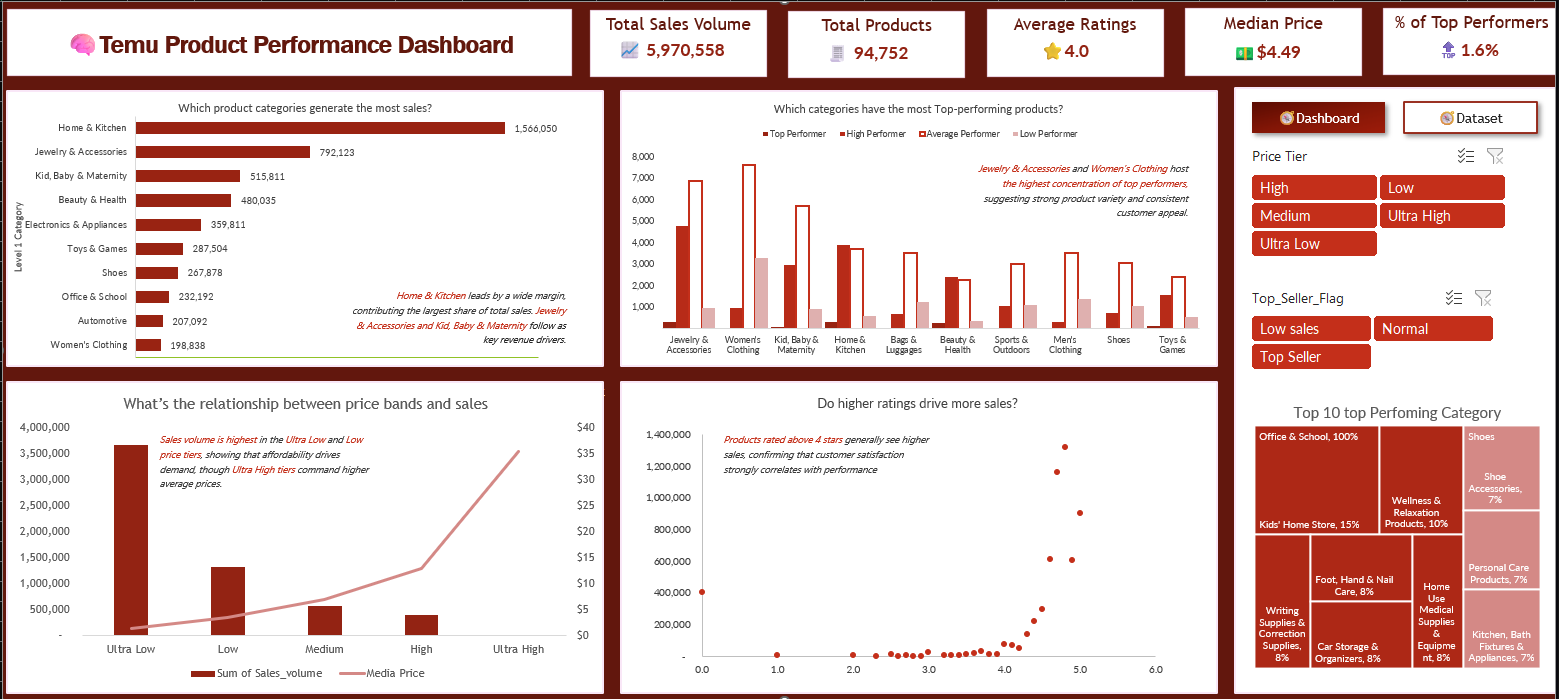 Temu Product Performance Dashboard
Total Sales Volume
5,970,558
Total Products
94,752
Average Ratings
4.0
Median Price
$4.49
% of Top Performers
TOP
1.6%
Which product categories generate the most sales?
Level 1 Category
Home & Kitchen
1,566,050
Jewelry & Accessories
792,123
Kid, Baby & Maternity
515,811
Beauty & Health
480,035
Electronics & Appliances
359,811
Toys & Games
287,504
Shoes
267,878
Office & School
232,192
Automotive
207,092
Women's Clothing
198,838
Home & Kitchen leads by a wide margin,
contributing the largest share of total sales. Jewelry
& Accessories and Kid, Baby & Maternity follow as
key revenue drivers.
Which categories have the most Top-performing products?
Top Performer
High Performer
Average Performer
Low Performer
8,000
7,000
6,000
5,000
4,000
3,000
2,000
1,000
-
Jewelry & Accessories and Women's Clothing host
the highest concentration of top performers,
suggesting strong product variety and consistent
customer appeal.
Jewelry &
Accessories
Women's
Clothing
Kid, Baby &
Maternity
Home &
Kitchen
Bags &
Luggages
Beauty &
Health
Sports &
Outdoors
Men's
Clothing
Shoes
Toys &
Games
Dashboard
Dataset
Price Tier
High
Low
Medium
Ultra High
Ultra Low
Top_Seller_Flag
Low sales
Normal
Top Seller
What's the relationship between price bands and sales
4,000,000
3,500,000
3,000,000
2,500,000
2,000,000
1,500,000
1,000,000
500,000
-
$40
$35
$30
$25
$20
$15
$10
$5
$0
Sales volume is highest in the Ultra Low and Low
price tiers, showing that affordability drives
demand, though Ultra High tiers command higher
average prices.
Ultra Low
Low
Medium
High
Ultra High
Sum of Sales_volume
Media Price
Do higher ratings drive more sales?
1,400,000
1,200,000
1,000,000
800,000
600,000
400,000
200,000
-
Products rated above 4 stars generally see higher
sales, confirming that customer satisfaction
strongly correlates with performance
0.0
1.0
2.0
3.0
4.0
5.0
6.0
Top 10 top Perfoming Category
Office & School, 100%
Kids' Home Store, 15%
Wellness &
Relaxation
Products, 10%
Shoes
Shoe
Accessories,
7%
Personal Care
Products, 7%
Kitchen, Bath
Fixtures &
Appliances, 7%
Writing
Supplies &
Correction
Supplies,
8%
Foot, Hand & Nail
Care, 8%
Car Storage &
Organizers, 8%
Home
Use
Medical
Supplies
&
Equipme
nt, 8%